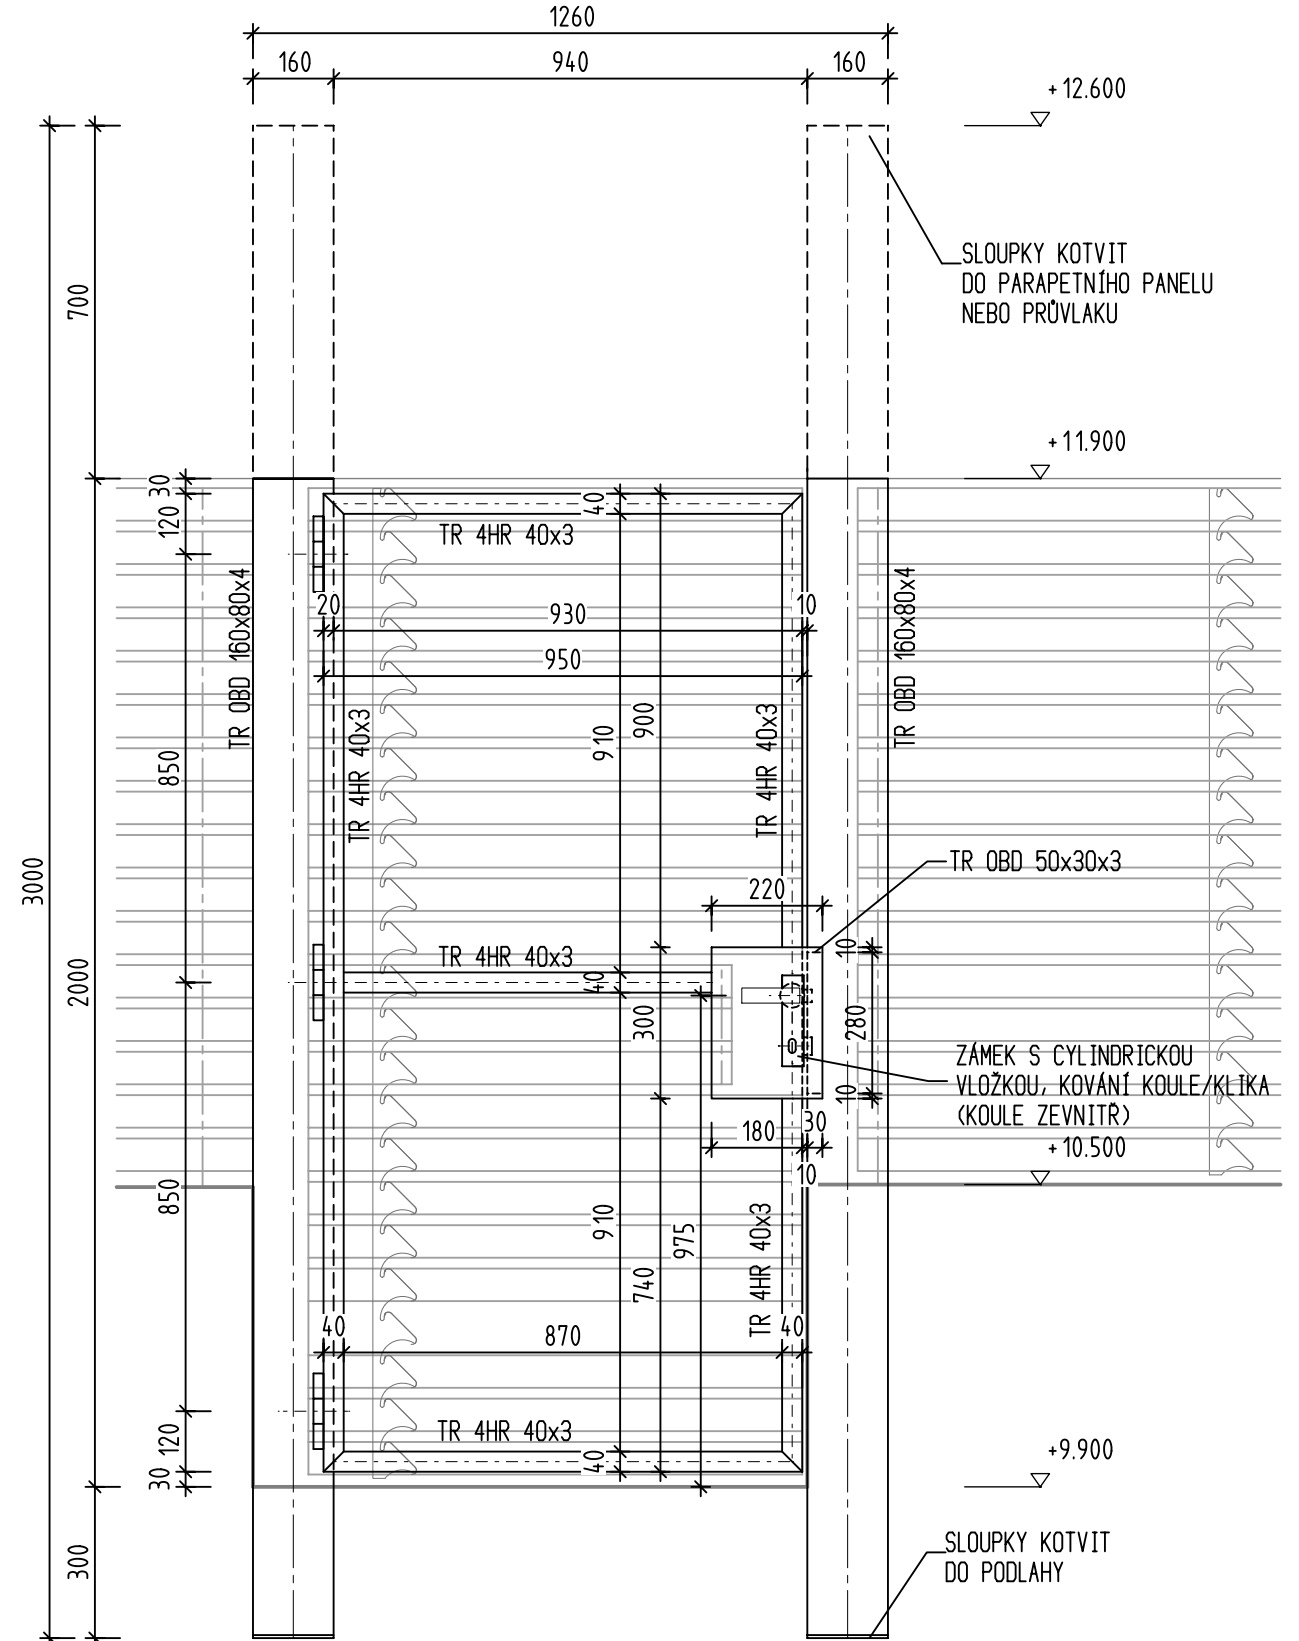 1260
160
940
160
+12.600
SLOUPKY KOTVIT
DO PARAPETNÍHO PANELU
NEBO PRŮVLAKU
700
+11.900
30
120
40
TR 4HR 40x3
TR OBD 160x80x4
TR OBD 160x80x4
20
930
10
950
TR 4HR 40x3
910
900
TR 4HR 40x3
850
3000
TR OBD 50x30x3
220
10
TR 4HR 40x3
40
2000
300
280
ZÁMEK S CYLINDRICKOU
VLOŽKOU, KOVÁNÍ KOULE/KLIKA
(KOULE ZEVNITŘ)
10
180
30
10
+10.500
850
910
975
740
TR 4HR 40x3
40
870
40
TR 4HR 40x3
120
40
30
+9.900
300
SLOUPKY KOTVIT
DO PODLAHY